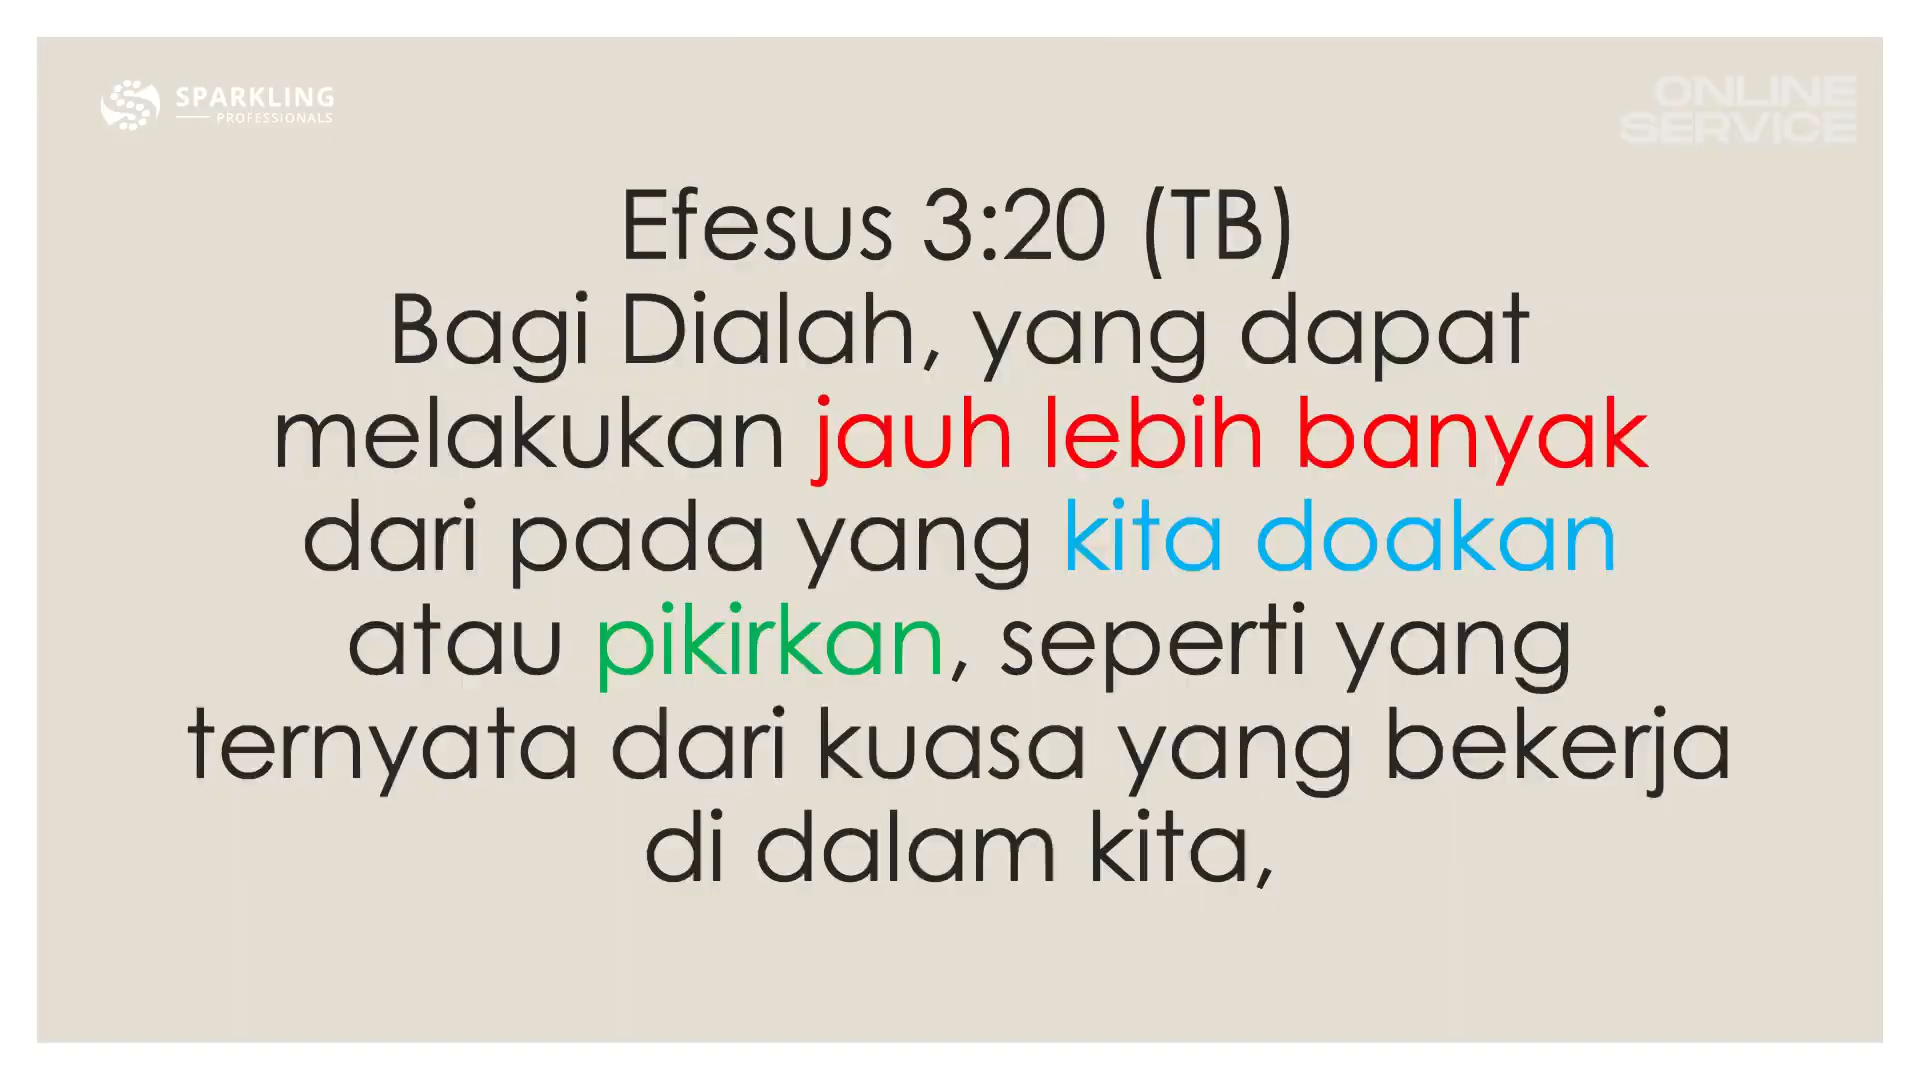 SPARKLING
PROFESSIONALS
ONLINE
SERVICE
Efesus 3:20 (TB)
Bagi Dialah, yang dapat
melakukan jauh lebih banyak
dari pada yang kita doakan
atau pikirkan, seperti yang
ternyata dari kuasa yang bekerja
di dalam kita,